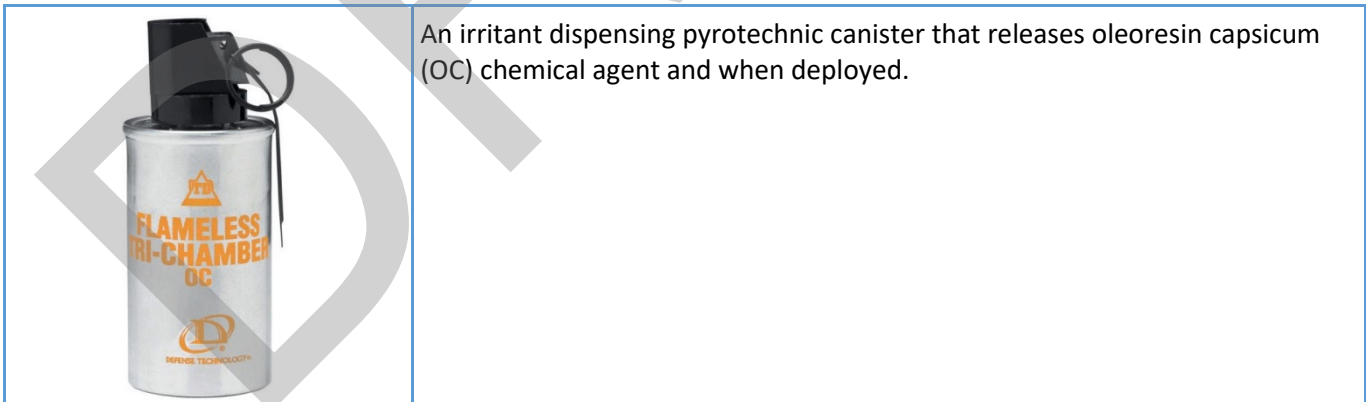 An irritant dispensing pyrotechnic canister that releases oleoresin capsicum
(OC) chemical agent and when deployed.
FLAMELESS
TRI-CHAMBER
OC
DEFENSE TECHNOLOGY